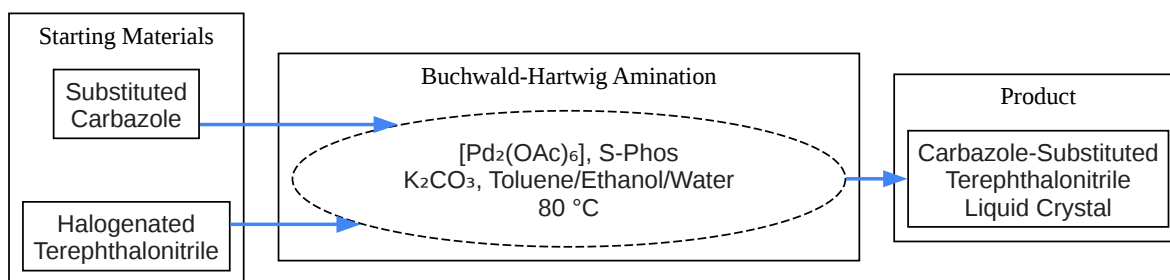 Starting Materials
Substituted
Carbazole
Halogenated
Terephthalonitrile
Buchwald-Hartwig Amination
[Pd₂(OAc)₆], S-Phos
K₂CO₃, Toluene/Ethanol/Water
80 °C
Product
Carbazole-Substituted
Terephthalonitrile
Liquid Crystal